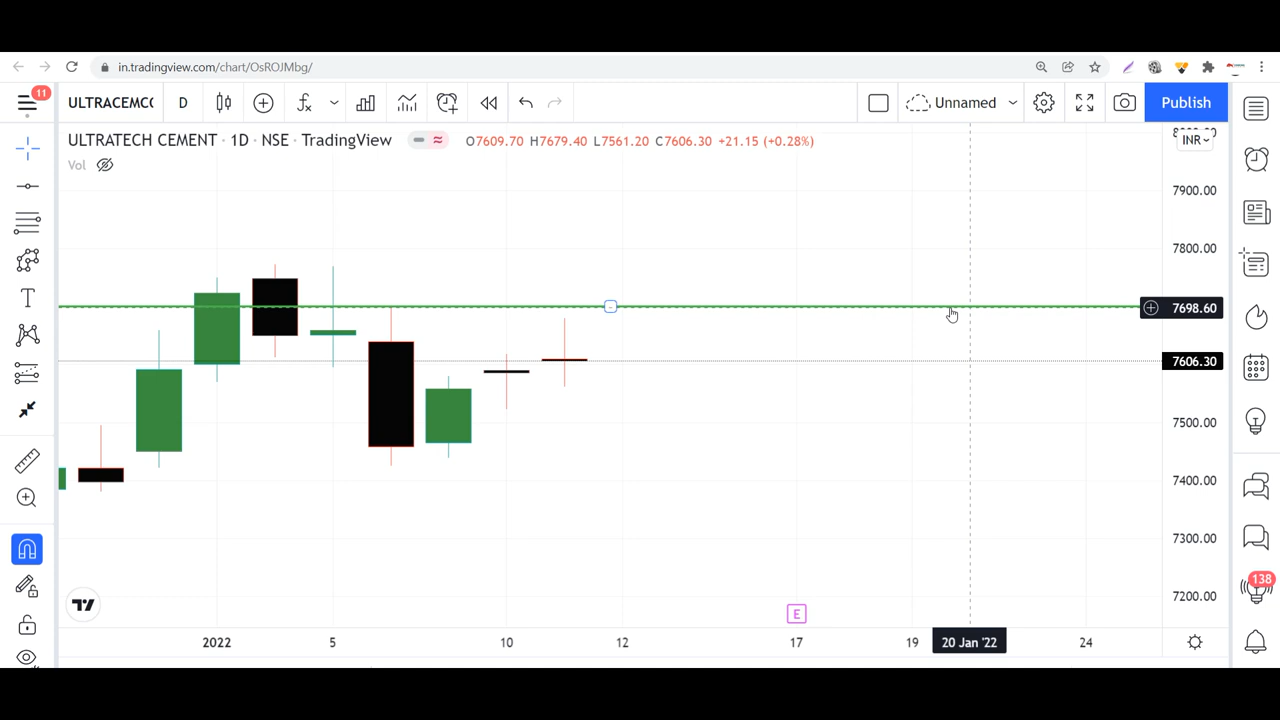 in.tradingview.com/chart/OsROJMbg/
11
ULTRACEMCO
D
Unnamed
Publish
ULTRATECH CEMENT · 1D · NSE · TradingView
O7609.70 H7679.40 L7561.20 C7606.30 +21.15 (+0.28%)
Vol
INR
7900.00
7800.00
7698.60
7606.30
7500.00
7400.00
7300.00
7200.00
E
138
2022
5
10
12
17
19
20 Jan '22
24